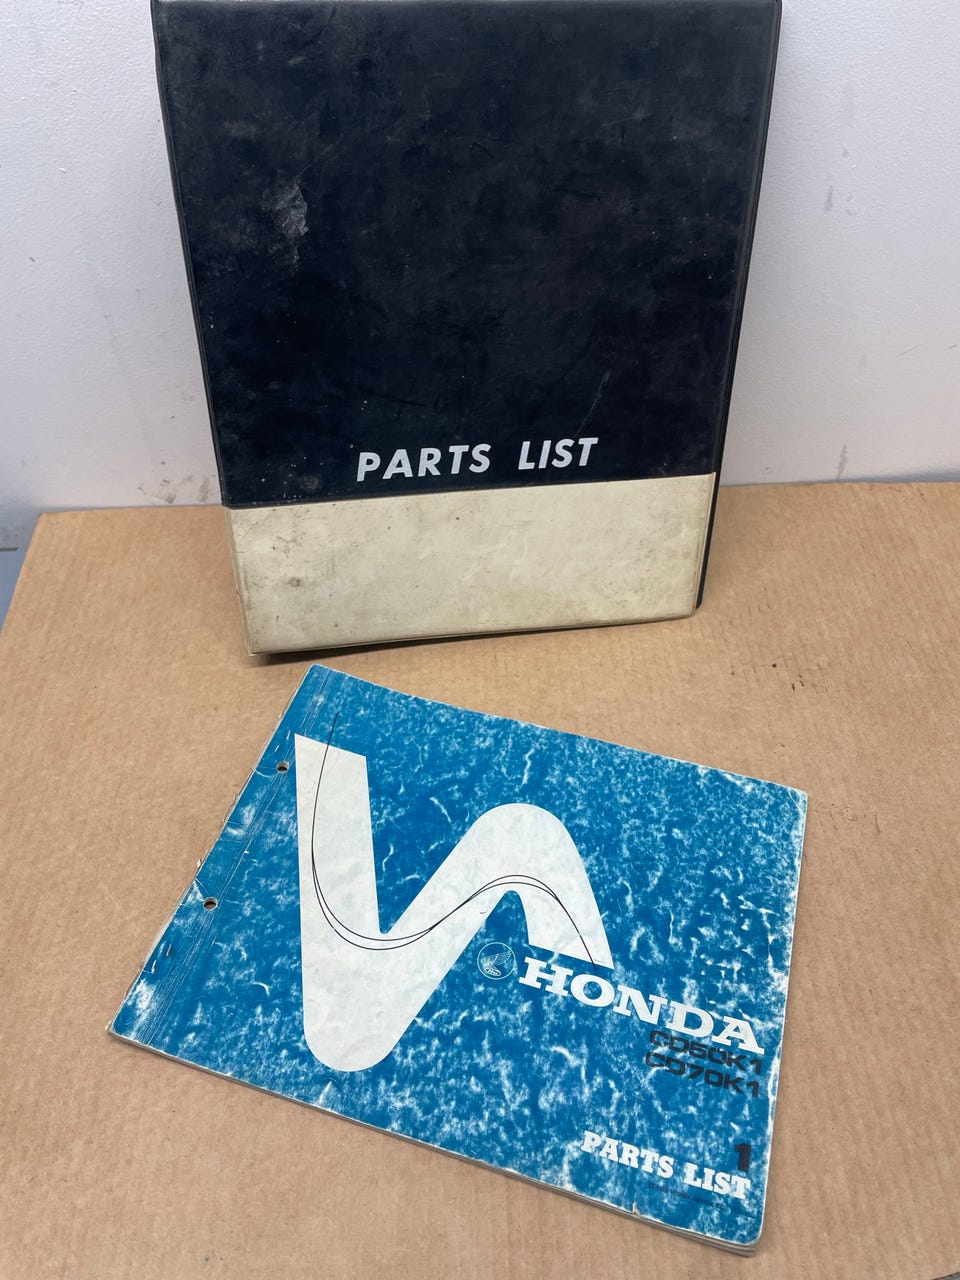 PARTS LIST
HONDA
CD50K1
CD70K1
1
PARTS LIST